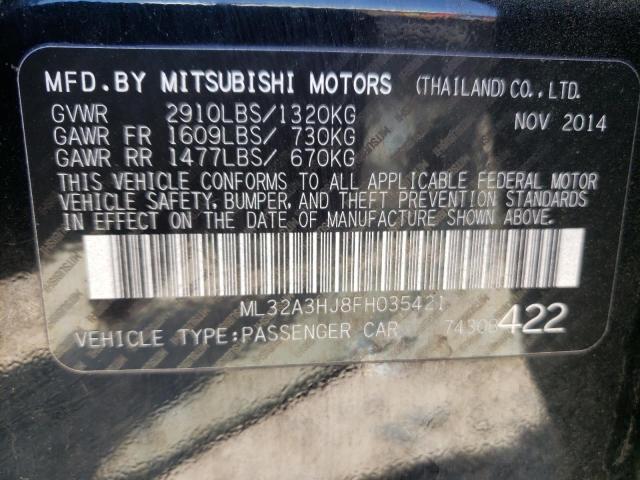 MFD.BY MITSUBISHI MOTORS (THAILAND)CO.,LTD.
GVWR 2910LBS/1320KG NOV 2014
GAWR FR 1609LBS/ 730KG
GAWR RR 1477LBS/ 670KG
THIS VEHICLE CONFORMS TO ALL APPLICABLE FEDERAL MOTOR
VEHICLE SAFETY, BUMPER, AND THEFT PREVENTION STANDARDS
IN EFFECT ON THE DATE OF MANUFACTURE SHOWN ABOVE.
ML32A3HJ8FH035421
VEHICLE TYPE:PASSENGER CAR 74308 422